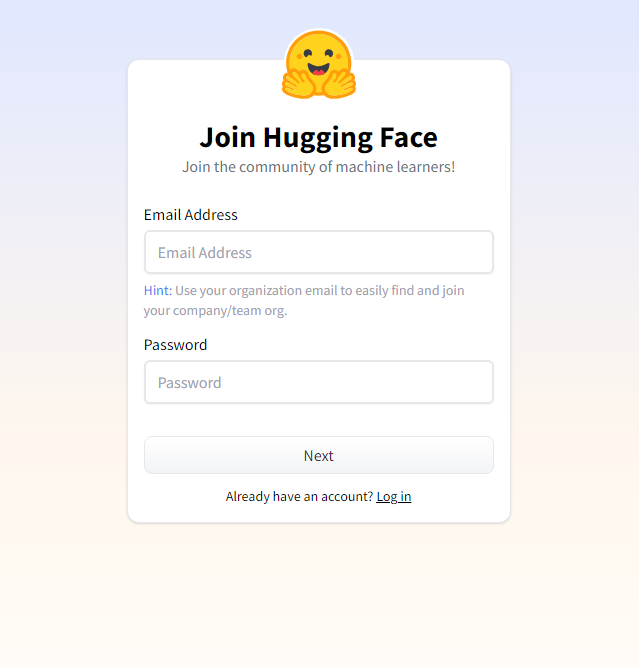 Join Hugging Face
Join the community of machine learners!
Email Address
Email Address
Hint: Use your organization email to easily find and join
your company/team org.
Password
Password
Next
Already have an account? Log in